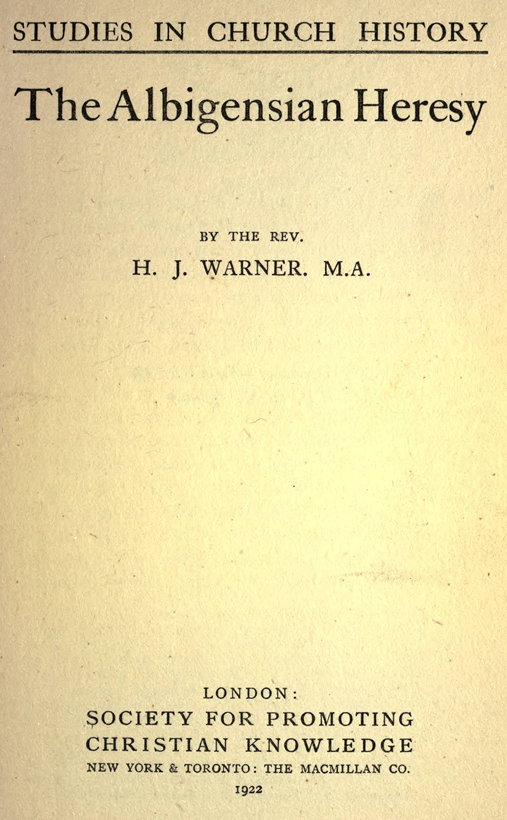 STUDIES IN CHURCH HISTORY
The Albigensian Heresy
BY THE REV.
H. J. WARNER. M.A.
LONDON:
SOCIETY FOR PROMOTING
CHRISTIAN KNOWLEDGE
NEW YORK & TORONTO: THE MACMILLAN CO.
1922